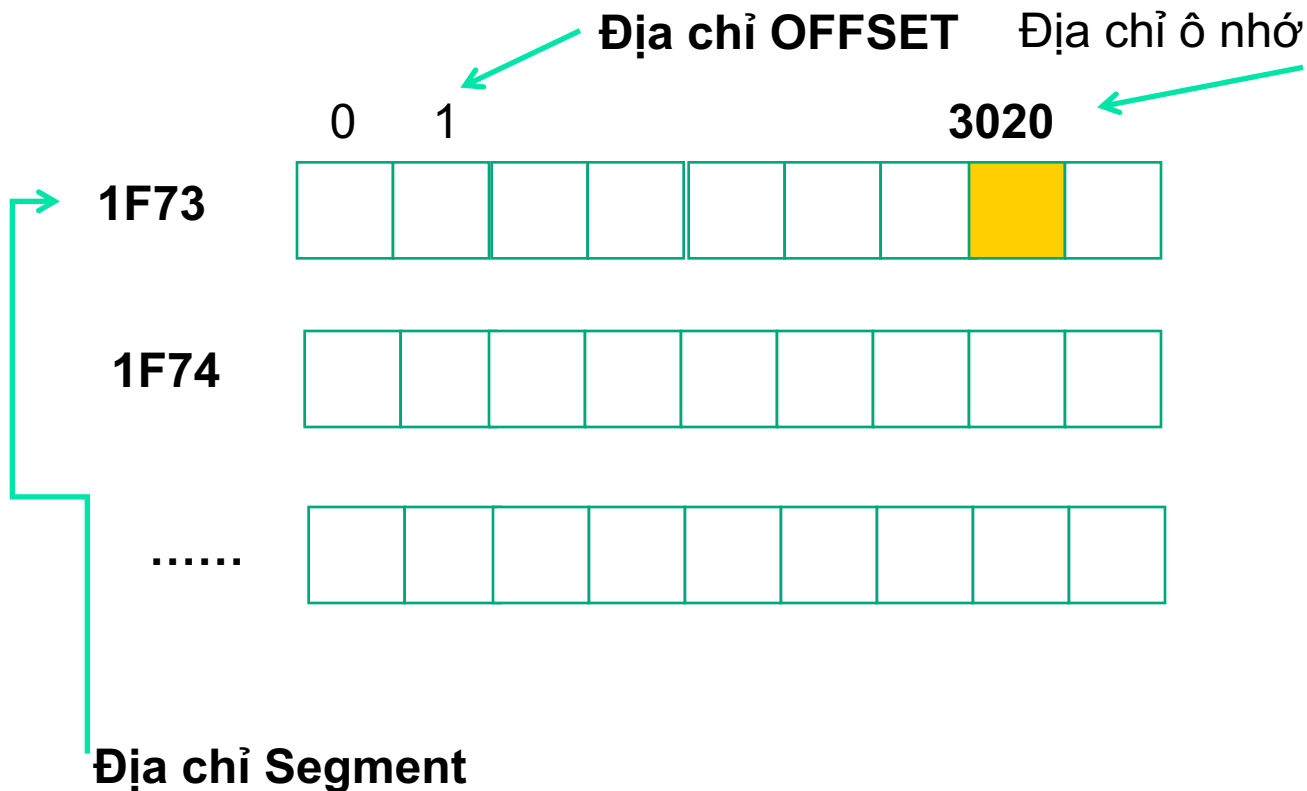 Địa chỉ OFFSET
Địa chỉ ô nhớ
0 1 3020
1F73
1F74
......
Địa chỉ Segment